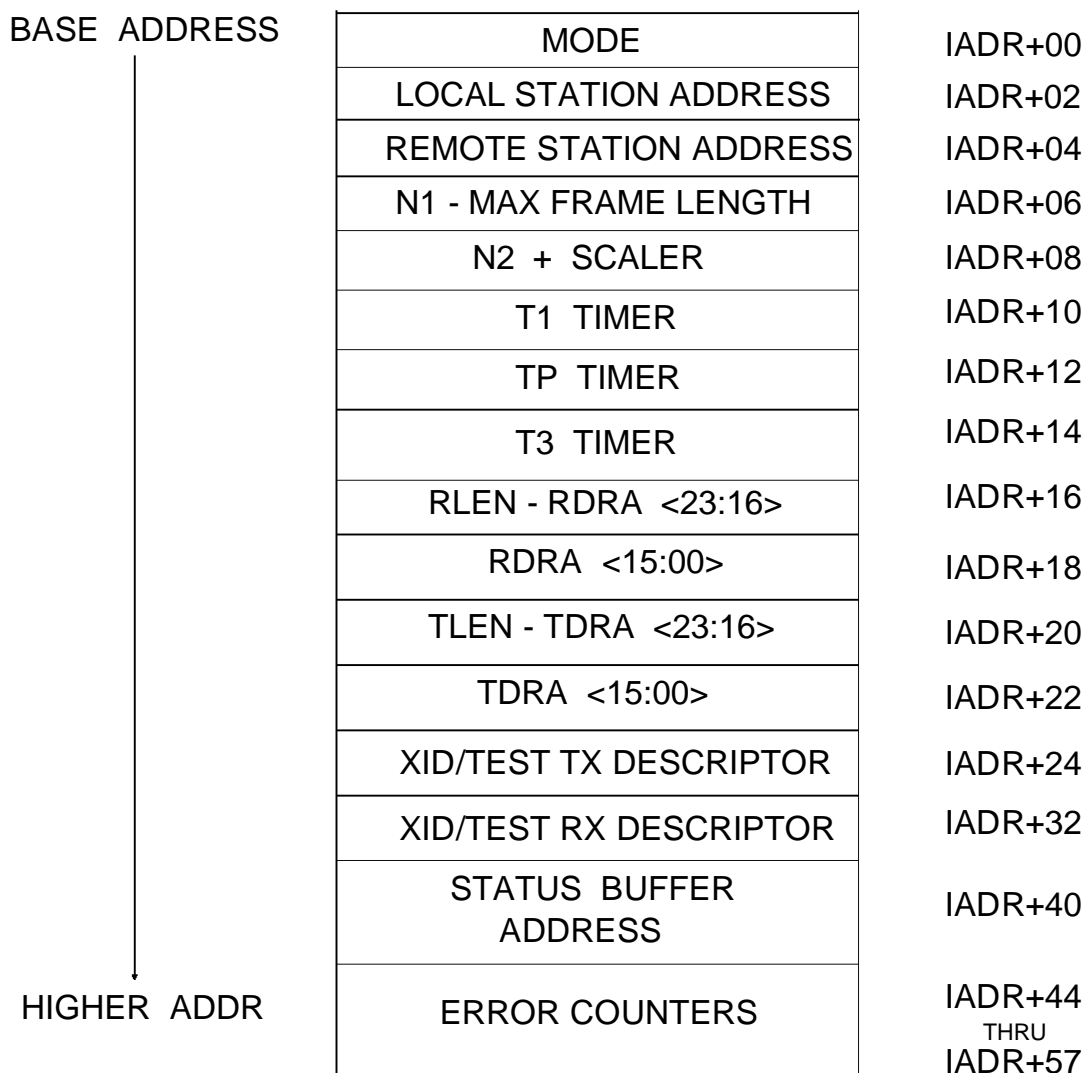 BASE ADDRESS MODE IADR+00
LOCAL STATION ADDRESS IADR+02
REMOTE STATION ADDRESS IADR+04
N1 - MAX FRAME LENGTH IADR+06
N2 + SCALER IADR+08
T1 TIMER IADR+10
TP TIMER IADR+12
T3 TIMER IADR+14
RLEN - RDRA <23:16> IADR+16
RDRA <15:00> IADR+18
TLEN - TDRA <23:16> IADR+20
TDRA <15:00> IADR+22
XID/TEST TX DESCRIPTOR IADR+24
XID/TEST RX DESCRIPTOR IADR+32
STATUS BUFFER
ADDRESS IADR+40
HIGHER ADDR ERROR COUNTERS IADR+44
THRU
IADR+57